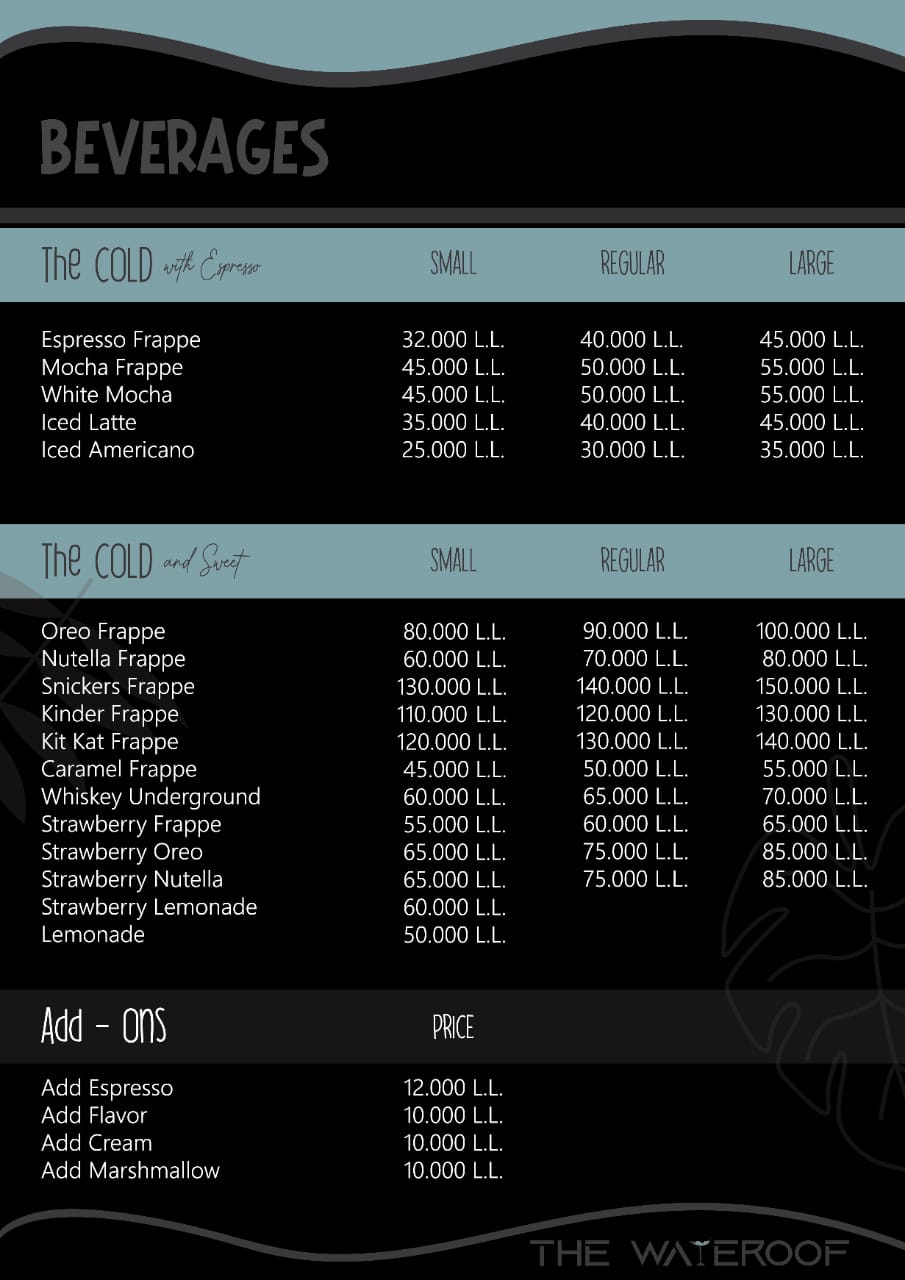 BEVERAGES
The COLD with Espresso SMALL REGULAR LARGE
Espresso Frappe 32.000 L.L. 40.000 L.L. 45.000 L.L.
Mocha Frappe 45.000 L.L. 50.000 L.L. 55.000 L.L.
White Mocha 45.000 L.L. 50.000 L.L. 55.000 L.L.
Iced Latte 35.000 L.L. 40.000 L.L. 45.000 L.L.
Iced Americano 25.000 L.L. 30.000 L.L. 35.000 L.L.
The COLD and Sweet SMALL REGULAR LARGE
Oreo Frappe 80.000 L.L. 90.000 L.L. 100.000 L.L.
Nutella Frappe 60.000 L.L. 70.000 L.L. 80.000 L.L.
Snickers Frappe 130.000 L.L. 140.000 L.L. 150.000 L.L.
Kinder Frappe 110.000 L.L. 120.000 L.L. 130.000 L.L.
Kit Kat Frappe 120.000 L.L. 130.000 L.L. 140.000 L.L.
Caramel Frappe 45.000 L.L. 50.000 L.L. 55.000 L.L.
Whiskey Underground 60.000 L.L. 65.000 L.L. 70.000 L.L.
Strawberry Frappe 55.000 L.L. 60.000 L.L. 65.000 L.L.
Strawberry Oreo 65.000 L.L. 75.000 L.L. 85.000 L.L.
Strawberry Nutella 65.000 L.L. 75.000 L.L. 85.000 L.L.
Strawberry Lemonade 60.000 L.L.
Lemonade 50.000 L.L.
Add - ONS PRICE
Add Espresso 12.000 L.L.
Add Flavor 10.000 L.L.
Add Cream 10.000 L.L.
Add Marshmallow 10.000 L.L.
THE WATEROOF